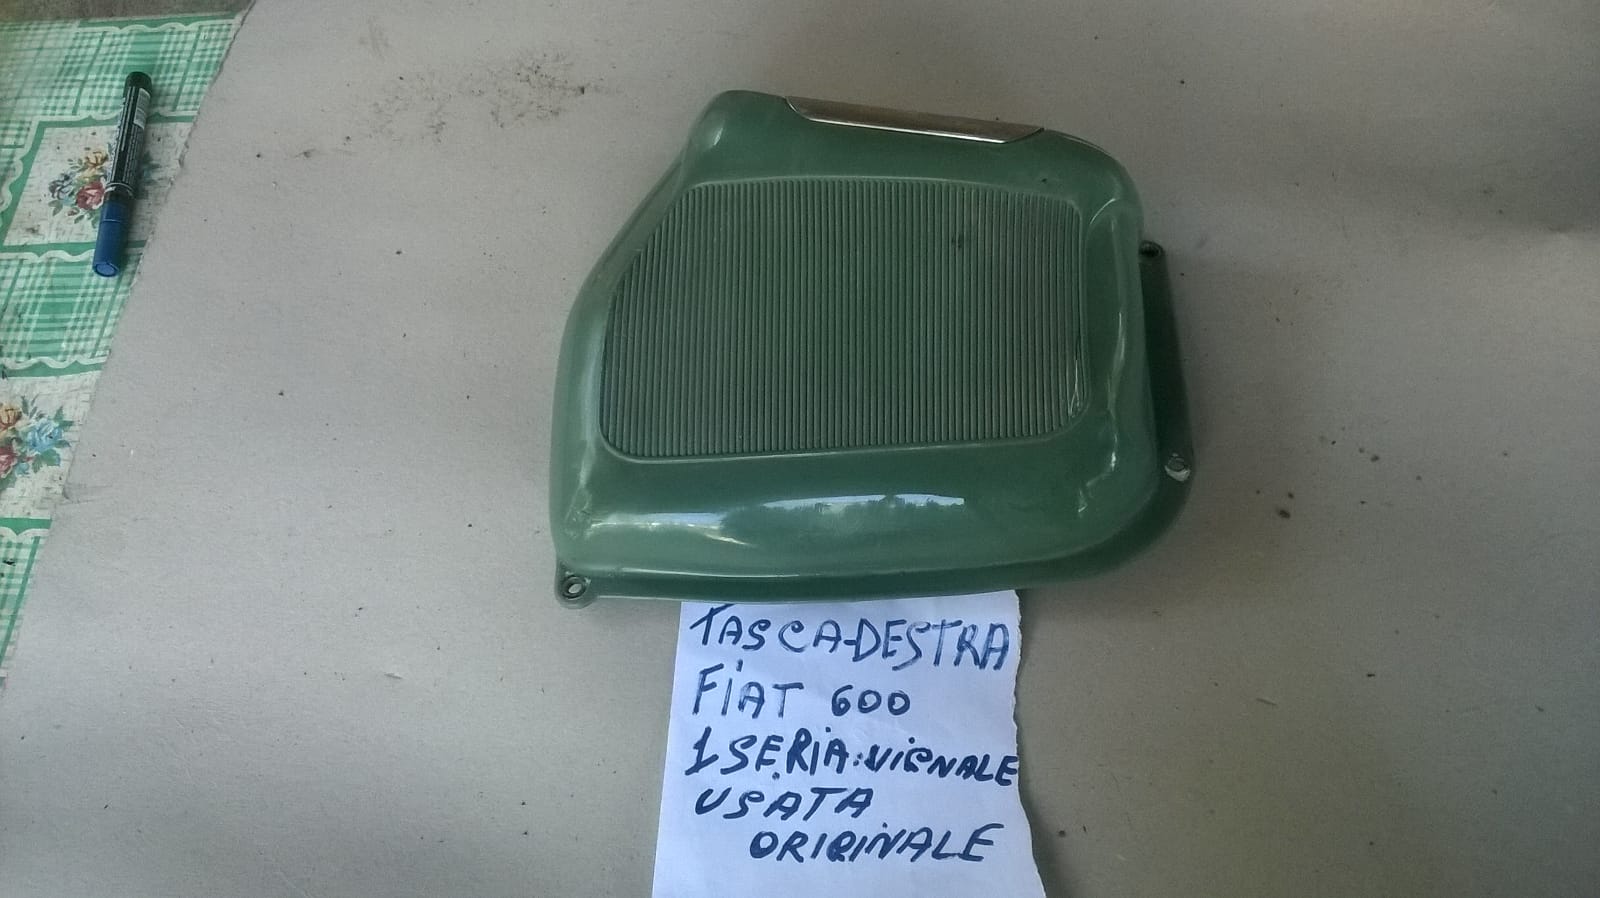 TASCA-DESTRA
FIAT 600
1 SERIA: VIGNALE
USATA
ORIGINALE